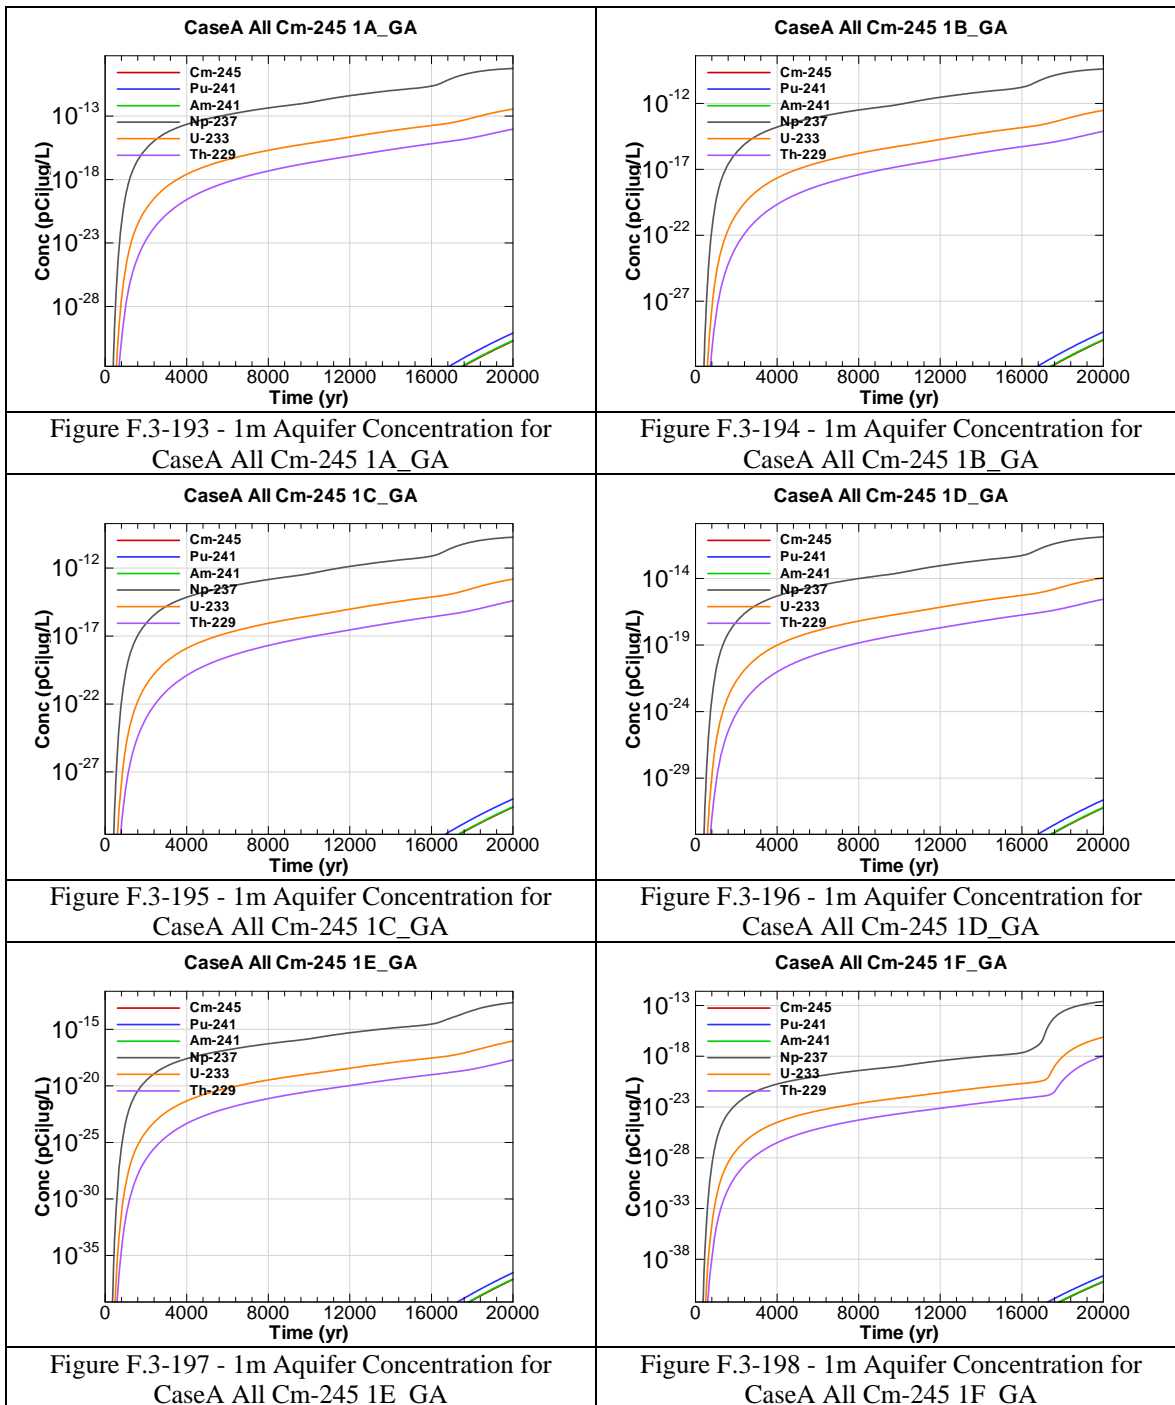 CaseA All Cm-245 1A_GA
Cm-245
Pu-241
Am-241
Np-237
U-233
Th-229
Conc (pCi|ug/L)
10-13
10-18
10-23
10-28
0 4000 8000 12000 16000 20000
Time (yr)
Figure F.3-193 - 1m Aquifer Concentration for
CaseA All Cm-245 1A_GA
CaseA All Cm-245 1B_GA
Cm-245
Pu-241
Am-241
Np-237
U-233
Th-229
Conc (pCi|ug/L)
10-12
10-17
10-22
10-27
0 4000 8000 12000 16000 20000
Time (yr)
Figure F.3-194 - 1m Aquifer Concentration for
CaseA All Cm-245 1B_GA
CaseA All Cm-245 1C_GA
Cm-245
Pu-241
Am-241
Np-237
U-233
Th-229
Conc (pCi|ug/L)
10-12
10-17
10-22
10-27
0 4000 8000 12000 16000 20000
Time (yr)
Figure F.3-195 - 1m Aquifer Concentration for
CaseA All Cm-245 1C_GA
CaseA All Cm-245 1D_GA
Cm-245
Pu-241
Am-241
Np-237
U-233
Th-229
Conc (pCi|ug/L)
10-14
10-19
10-24
10-29
0 4000 8000 12000 16000 20000
Time (yr)
Figure F.3-196 - 1m Aquifer Concentration for
CaseA All Cm-245 1D_GA
CaseA All Cm-245 1E_GA
Cm-245
Pu-241
Am-241
Np-237
U-233
Th-229
Conc (pCi|ug/L)
10-15
10-20
10-25
10-30
10-35
0 4000 8000 12000 16000 20000
Time (yr)
Figure F.3-197 - 1m Aquifer Concentration for
CaseA All Cm-245 1E_GA
CaseA All Cm-245 1F_GA
Cm-245
Pu-241
Am-241
Np-237
U-233
Th-229
Conc (pCi|ug/L)
10-13
10-18
10-23
10-28
10-33
10-38
0 4000 8000 12000 16000 20000
Time (yr)
Figure F.3-198 - 1m Aquifer Concentration for
CaseA All Cm-245 1F_GA